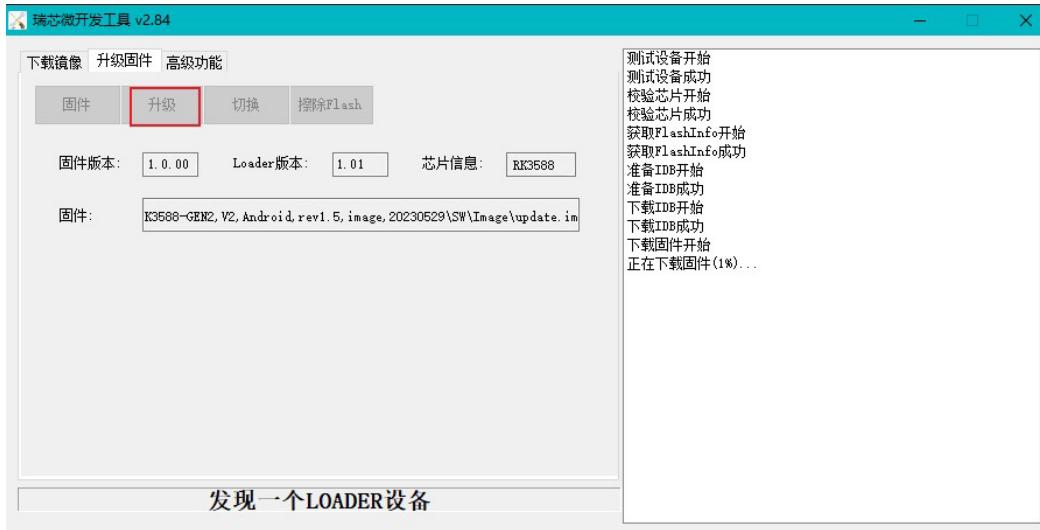 瑞芯微开发工具 v2.84
下载镜像 升级固件 高级功能
固件 升级 切换 擦除Flash
固件版本: 1.0.00 Loader版本: 1.01 芯片信息: RK3588
固件: K3588-GEN2,V2,Android,rev1.5,image,20230529\SW\Image\update.im
发现一个LOADER设备
测试设备开始
测试设备成功
校验芯片开始
校验芯片成功
获取FlashInfo开始
获取FlashInfo成功
准备IDB开始
准备IDB成功
下载IDB开始
下载IDB成功
下载固件开始
正在下载固件(1%)...